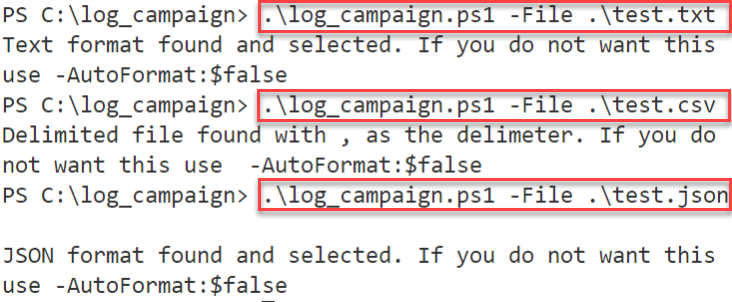 PS C:\log_campaign> .\log_campaign.ps1 -File .\test.txt
Text format found and selected. If you do not want this
use -AutoFormat:$false
PS C:\log_campaign> .\log_campaign.ps1 -File .\test.csv
Delimited file found with , as the delimeter. If you do
not want this use  -AutoFormat:$false
PS C:\log_campaign> .\log_campaign.ps1 -File .\test.json
JSON format found and selected. If you do not want this
use -AutoFormat:$false